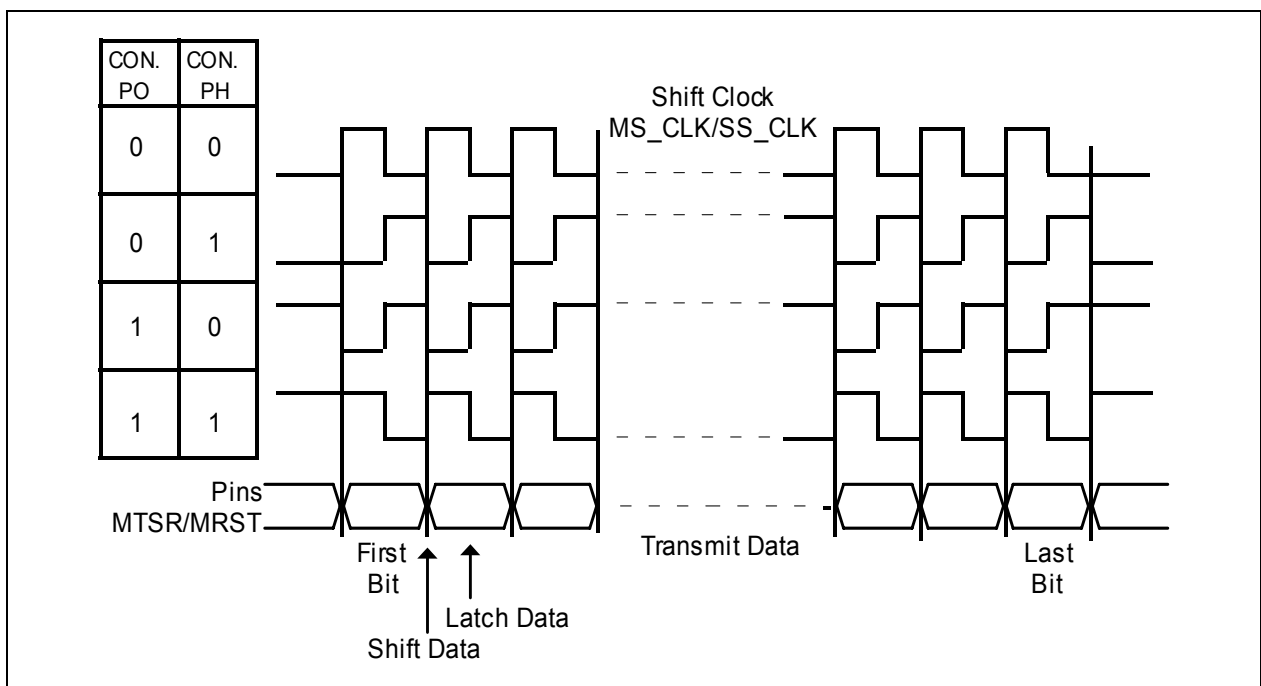 CON. CON.
PO PH
0 0
0 1
1 0
1 1
Shift Clock
MS_CLK/SS_CLK
Pins
MTSR/MRST
First
Bit
Transmit Data
Last
Bit
Latch Data
Shift Data